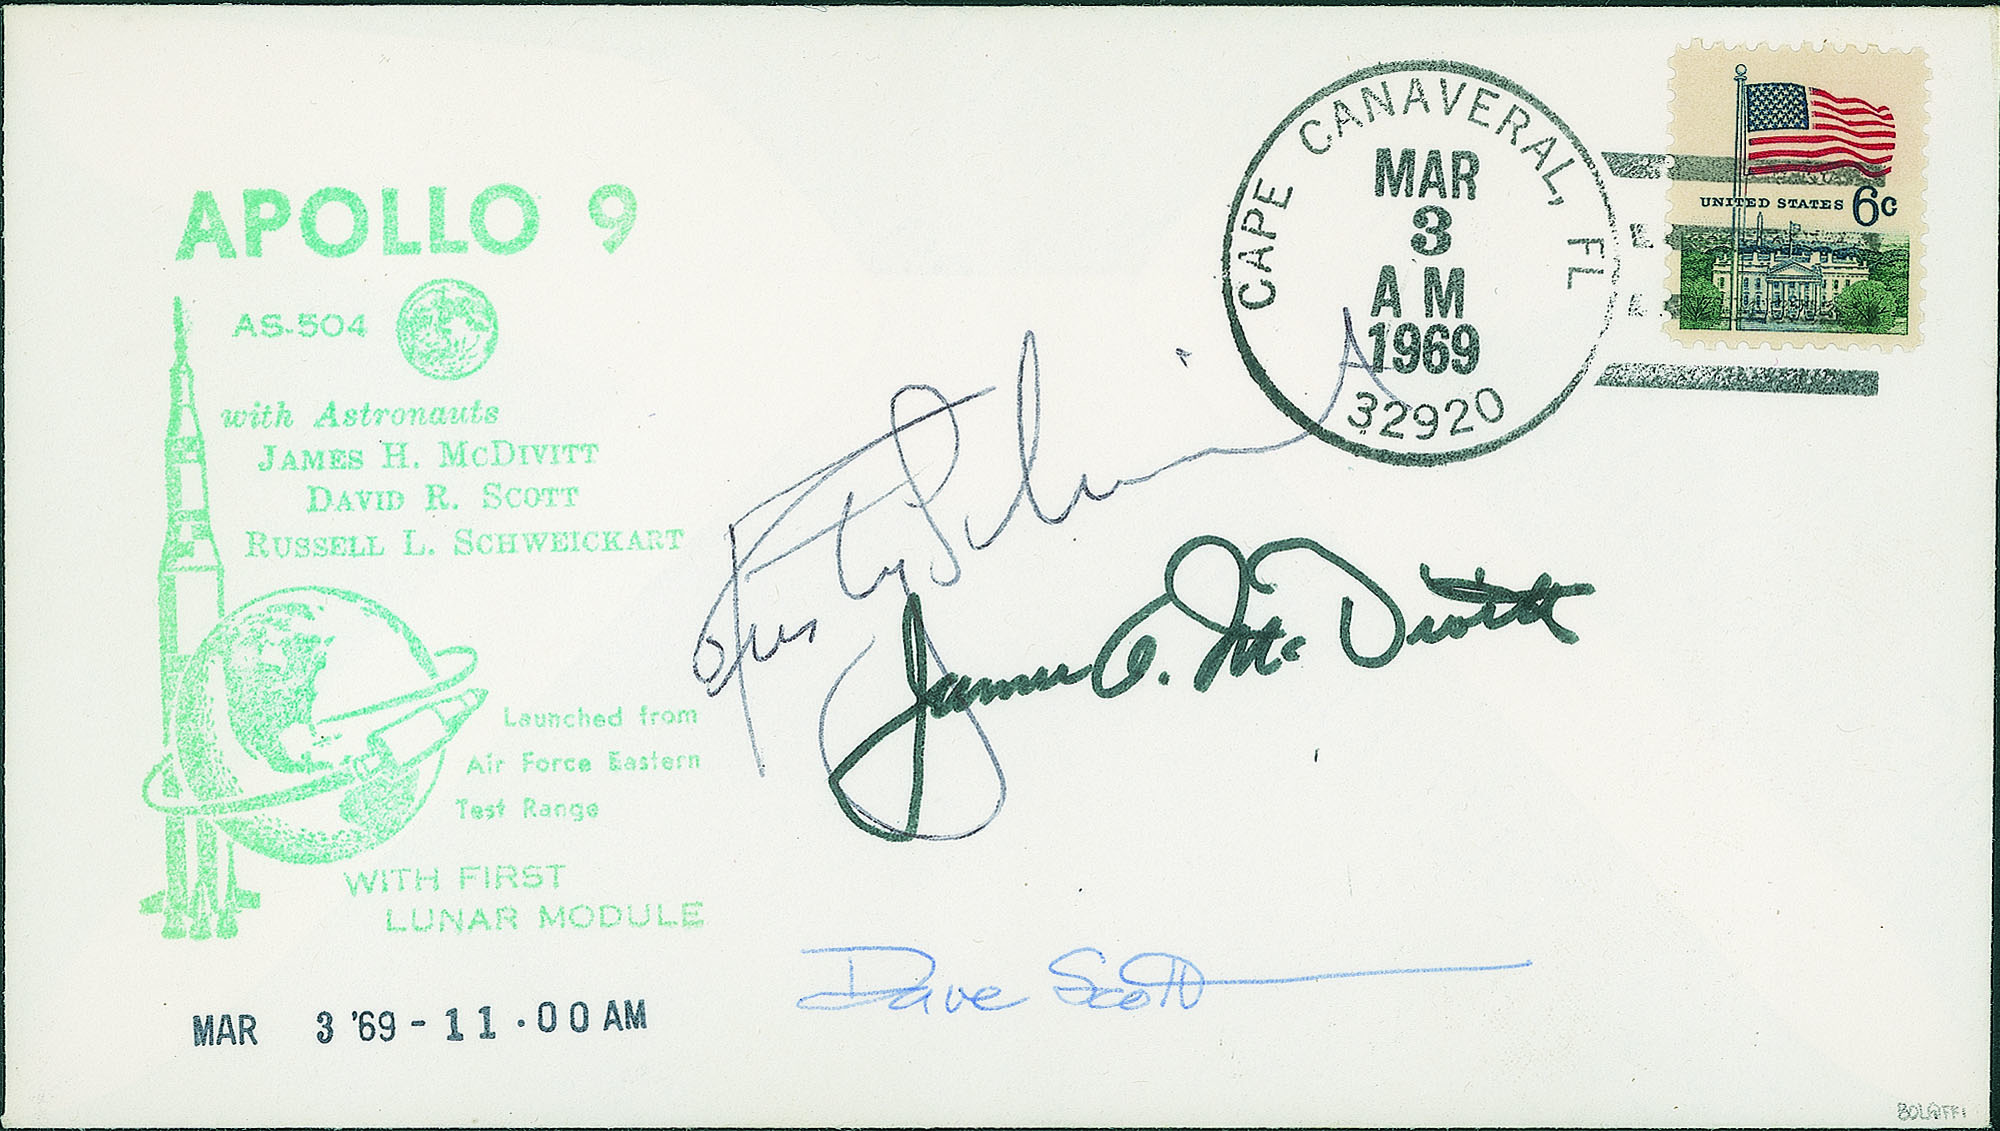 APOLLO 9
AS-504
with Astronauts
JAMES H. MCDIVITT
DAVID R. SCOTT
RUSSELL L. SCHWEICKART
Launched from
Air Force Eastern
Test Range
WITH FIRST
LUNAR MODULE
MAR 3 '69 - 11.00 AM
CAPE CANAVERAL, FL
MAR
3
AM
1969
32920
UNITED STATES 6c
James A. McDivitt
Dave Scott